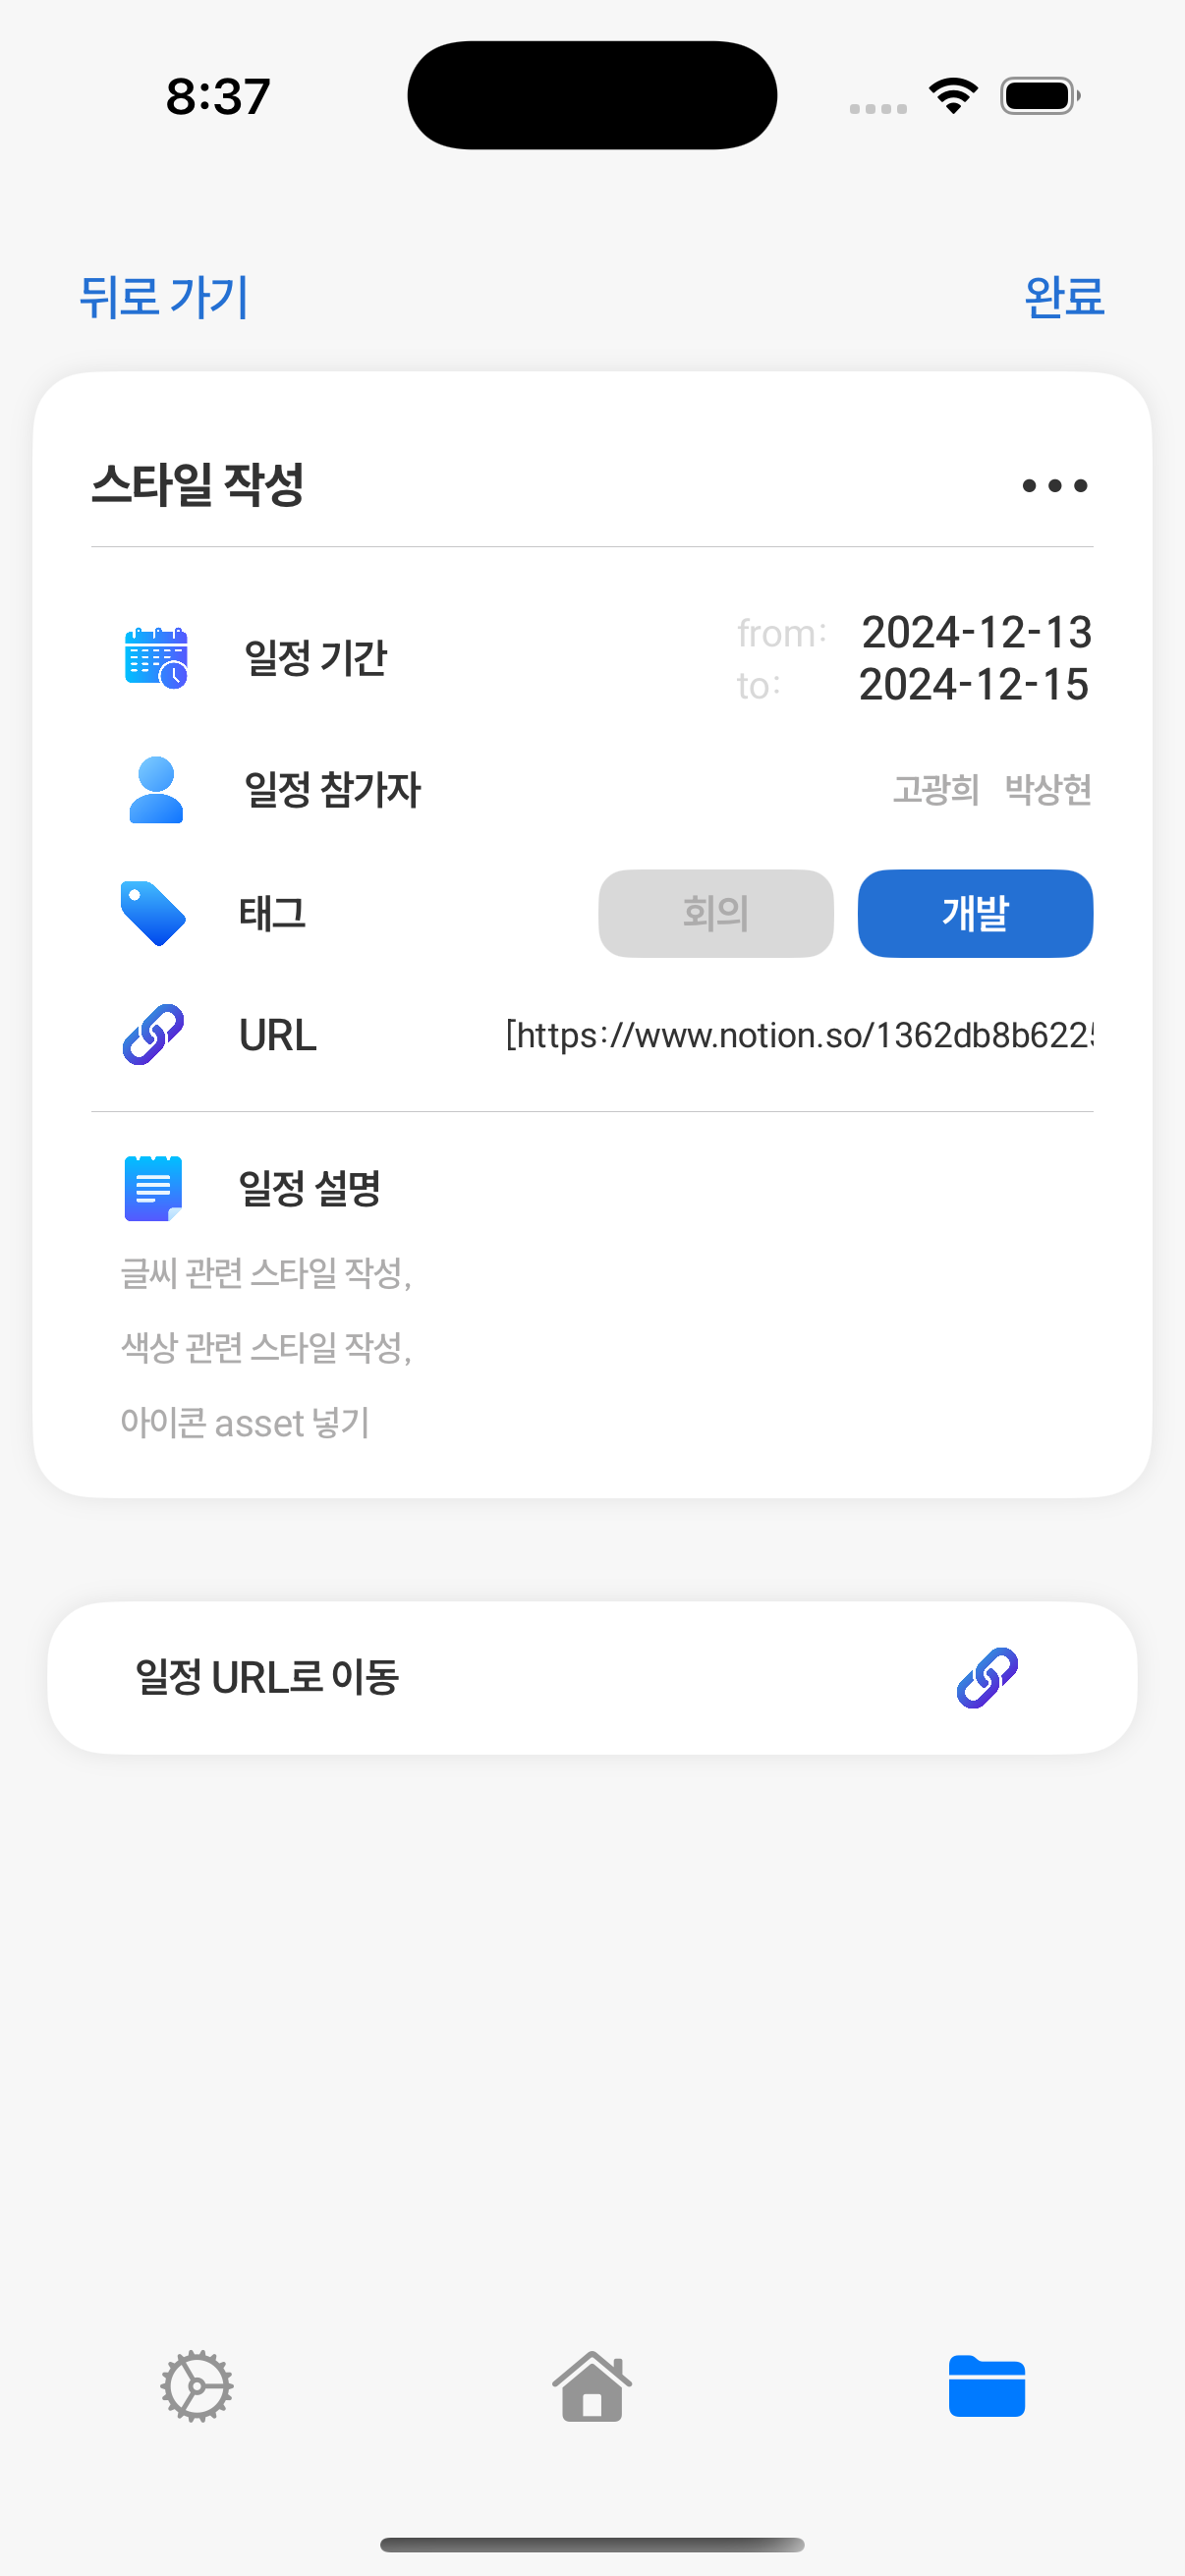 8:37
뒤로 가기 완료
스타일 작성
일정 기간
from: 2024-12-13
to: 2024-12-15
일정 참가자 고광희 박상현
태그 회의 개발
URL [https://www.notion.so/1362db8b6225
일정 설명
글씨 관련 스타일 작성,
색상 관련 스타일 작성,
아이콘 asset 넣기
일정 URL로 이동